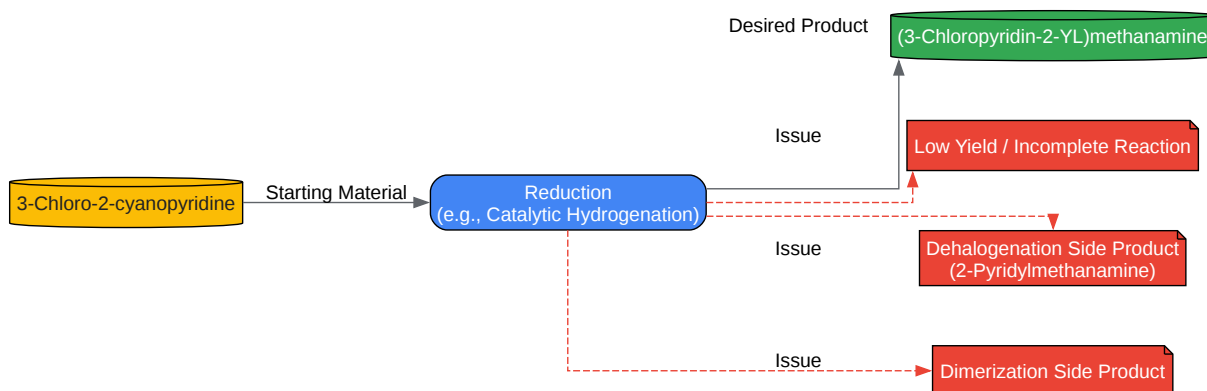 Desired Product
(3-Chloropyridin-2-YL)methanamine
Issue
Low Yield / Incomplete Reaction
3-Chloro-2-cyanopyridine
Starting Material
Reduction
(e.g., Catalytic Hydrogenation)
Issue
Dehalogenation Side Product
(2-Pyridylmethanamine)
Issue
Dimerization Side Product